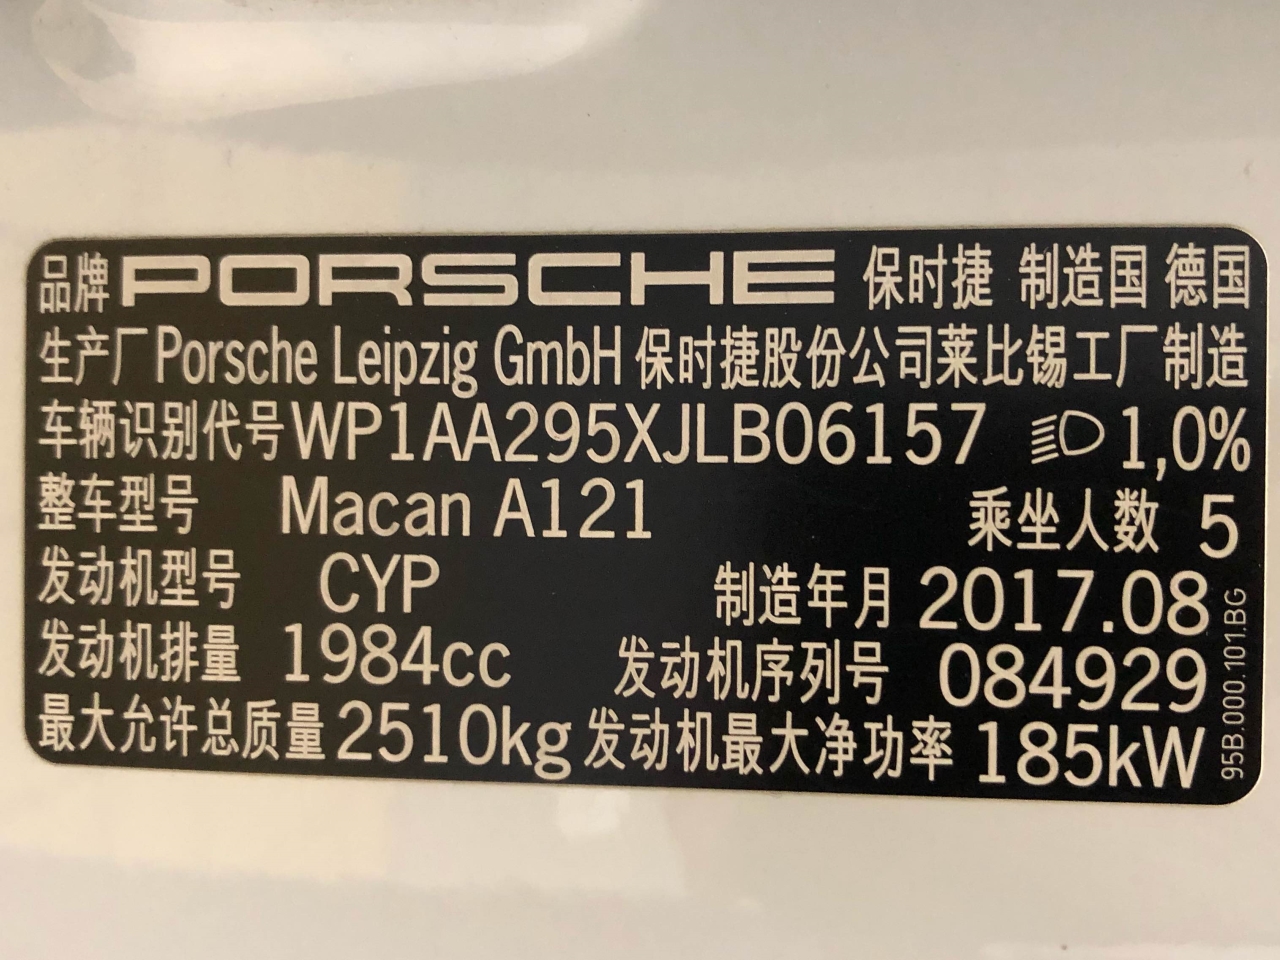 品牌 PORSCHE 保时捷 制造国 德国
生产厂 Porsche Leipzig GmbH 保时捷股份公司莱比锡工厂制造
车辆识别代号 WP1AA295XJLB06157 1,0%
整车型号 Macan A121 乘坐人数 5
发动机型号 CYP 制造年月 2017.08
发动机排量 1984cc 发动机序列号 084929
最大允许总质量 2510kg 发动机最大净功率 185kW
95B.000.101.BG